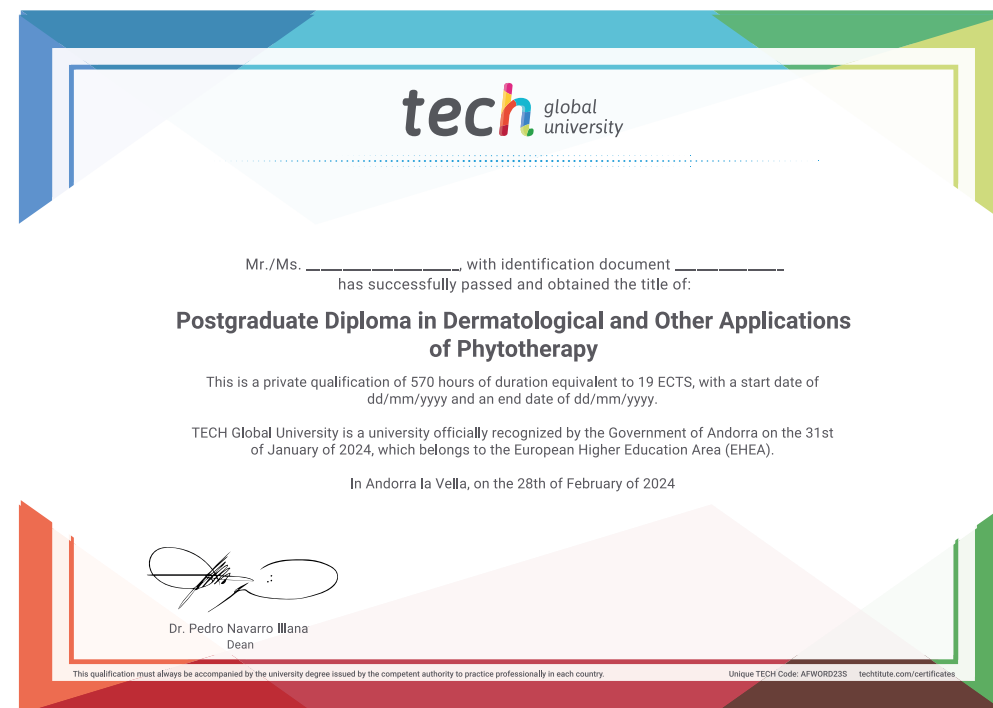 tech global
university
Mr./Ms. ______________, with identification document ______________
has successfully passed and obtained the title of:
Postgraduate Diploma in Dermatological and Other Applications
of Phytotherapy
This is a private qualification of 570 hours of duration equivalent to 19 ECTS, with a start date of
dd/mm/yyyy and an end date of dd/mm/yyyy.
TECH Global University is a university officially recognized by the Government of Andorra on the 31st
of January of 2024, which belongs to the European Higher Education Area (EHEA).
In Andorra la Vella, on the 28th of February of 2024
Dr. Pedro Navarro Illana
Dean
This qualification must always be accompanied by the university degree issued by the competent authority to practice professionally in each country. Unique TECH Code: AFWORD23S techtitute.com/certificates